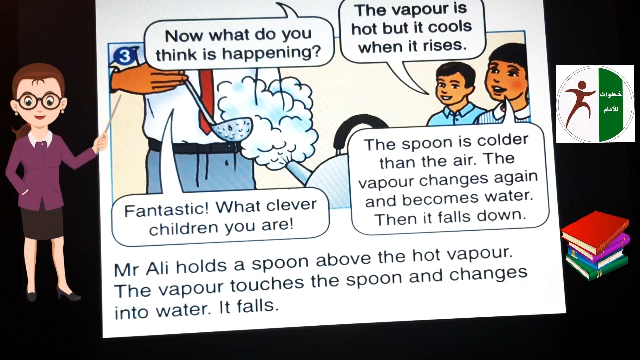 Now what do you
think is happening?
The vapour is
hot but it cools
when it rises.
3
The spoon is colder
than the air. The
vapour changes again
and becomes water.
Then it falls down.
Fantastic! What clever
children you are!
Mr Ali holds a spoon above the hot vapour.
The vapour touches the spoon and changes
into water. It falls.
خطوات
للأمام